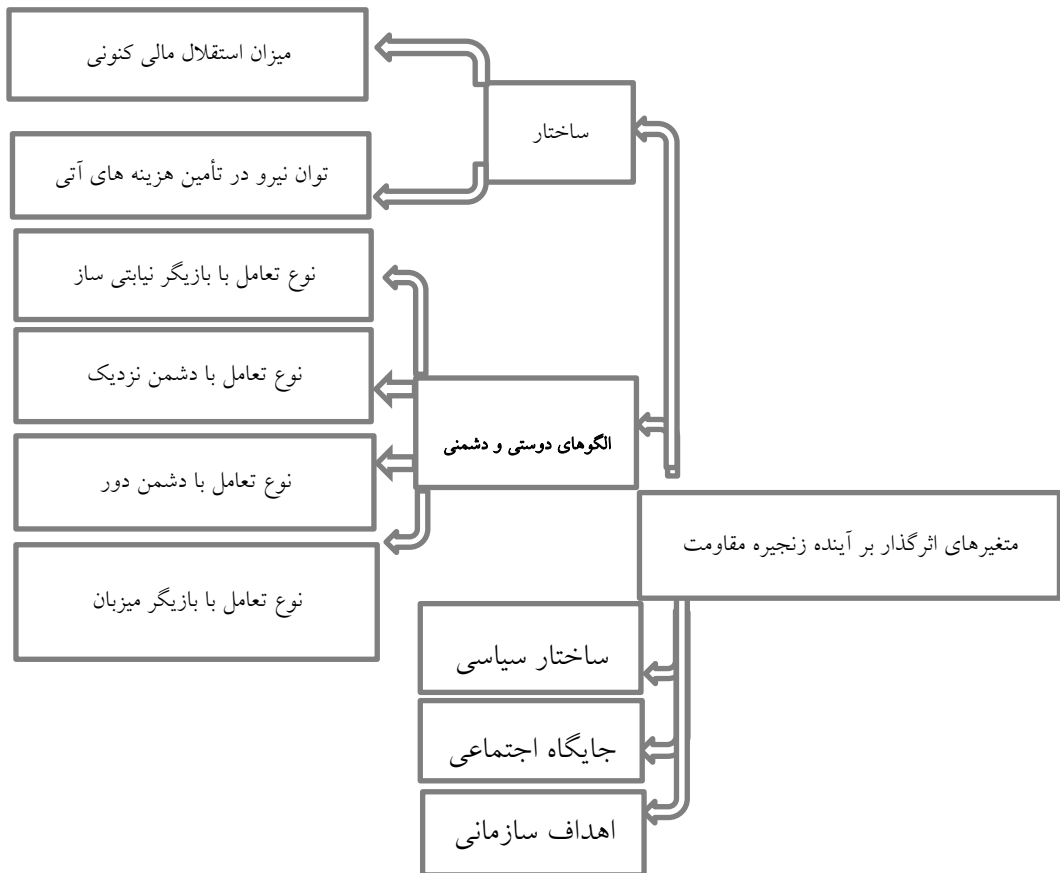 میزان استقلال مالی کنونی
ساختار
توان نیرو در تأمین هزینه های آتی
نوع تعامل با بازیگر نیابتی ساز
نوع تعامل با دشمن نزدیک
الگوهای دوستی و دشمنی
نوع تعامل با دشمن دور
متغیرهای اثرگذار بر آینده زنجیره مقاومت
نوع تعامل با بازیگر میزبان
ساختار سیاسی
جایگاه اجتماعی
اهداف سازمانی